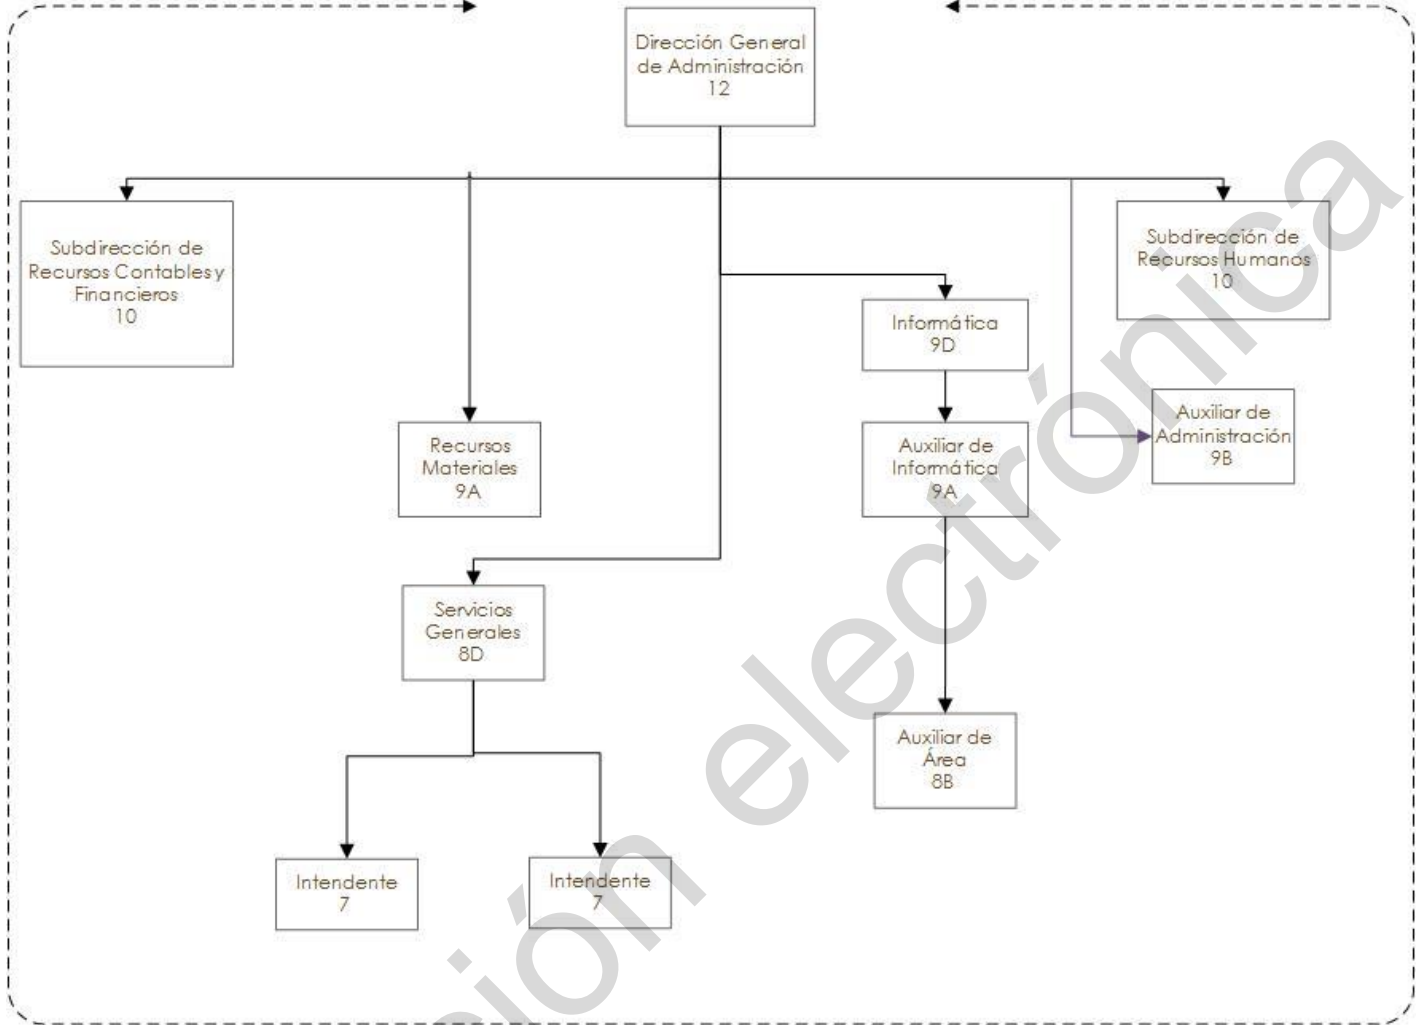 Dirección General
de Administración
12
Subdirección de
Recursos Contables y
Financieros
10
Subdirección de
Recursos Humanos
10
Informática
9D
Auxiliar de
Administración
9B
Recursos
Materiales
9A
Auxiliar de
Informática
9A
Servicios
Generales
8D
Auxiliar de
Área
8B
Intendente
7
Intendente
7
sión electrónica